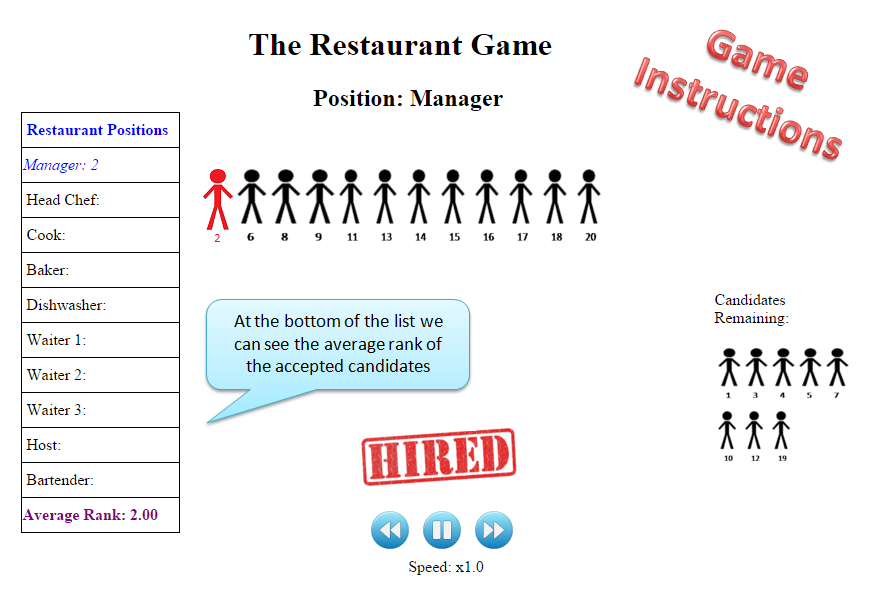 The Restaurant Game
Game
Instructions
Position: Manager
Restaurant Positions
Manager: 2
Head Chef:
Cook:
Baker:
Dishwasher:
Waiter 1:
Waiter 2:
Waiter 3:
Host:
Bartender:
Average Rank: 2.00
2 6 8 9 11 13 14 15 16 17 18 20
At the bottom of the list we
can see the average rank of
the accepted candidates
Candidates
Remaining:
1 3 4 5 7
10 12 19
HIRED
Speed: x1.0